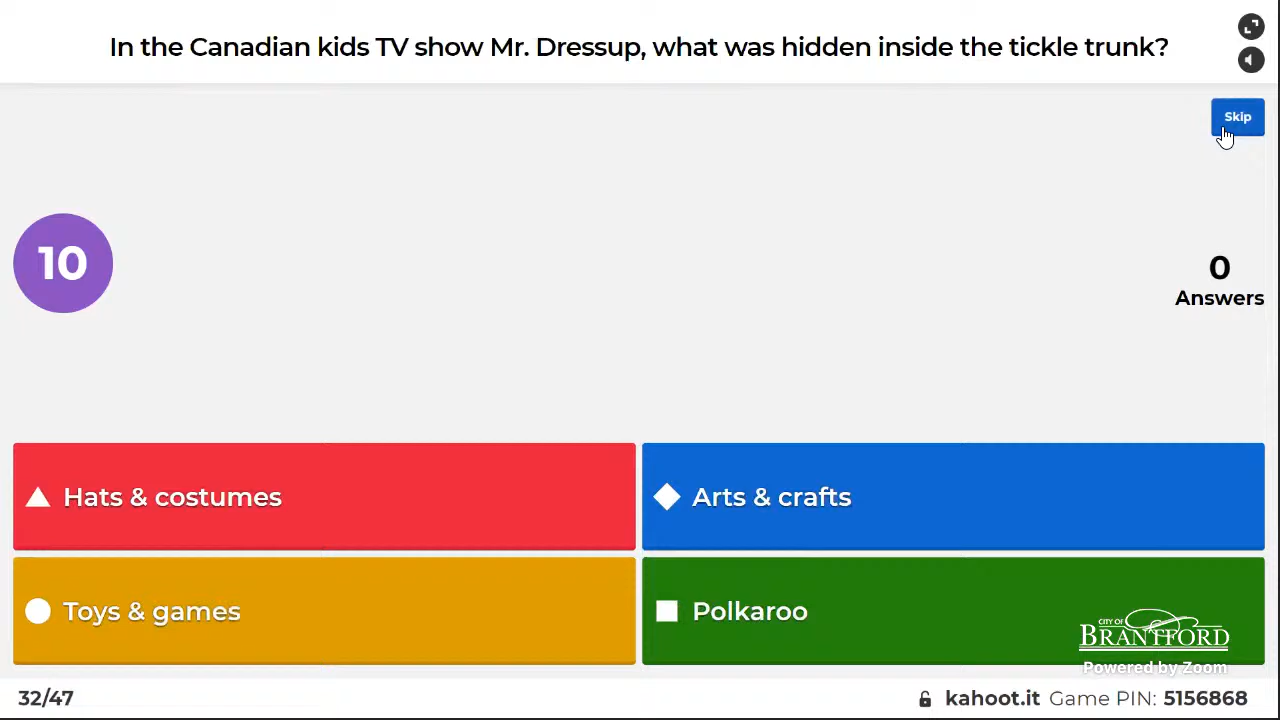 In the Canadian kids TV show Mr. Dressup, what was hidden inside the tickle trunk?
Skip
10
0
Answers
Hats & costumes
Arts & crafts
Toys & games
Polkaroo
CITY OF
BRANTFORD
Powered by Zoom
32/47
kahoot.it Game PIN: 5156868